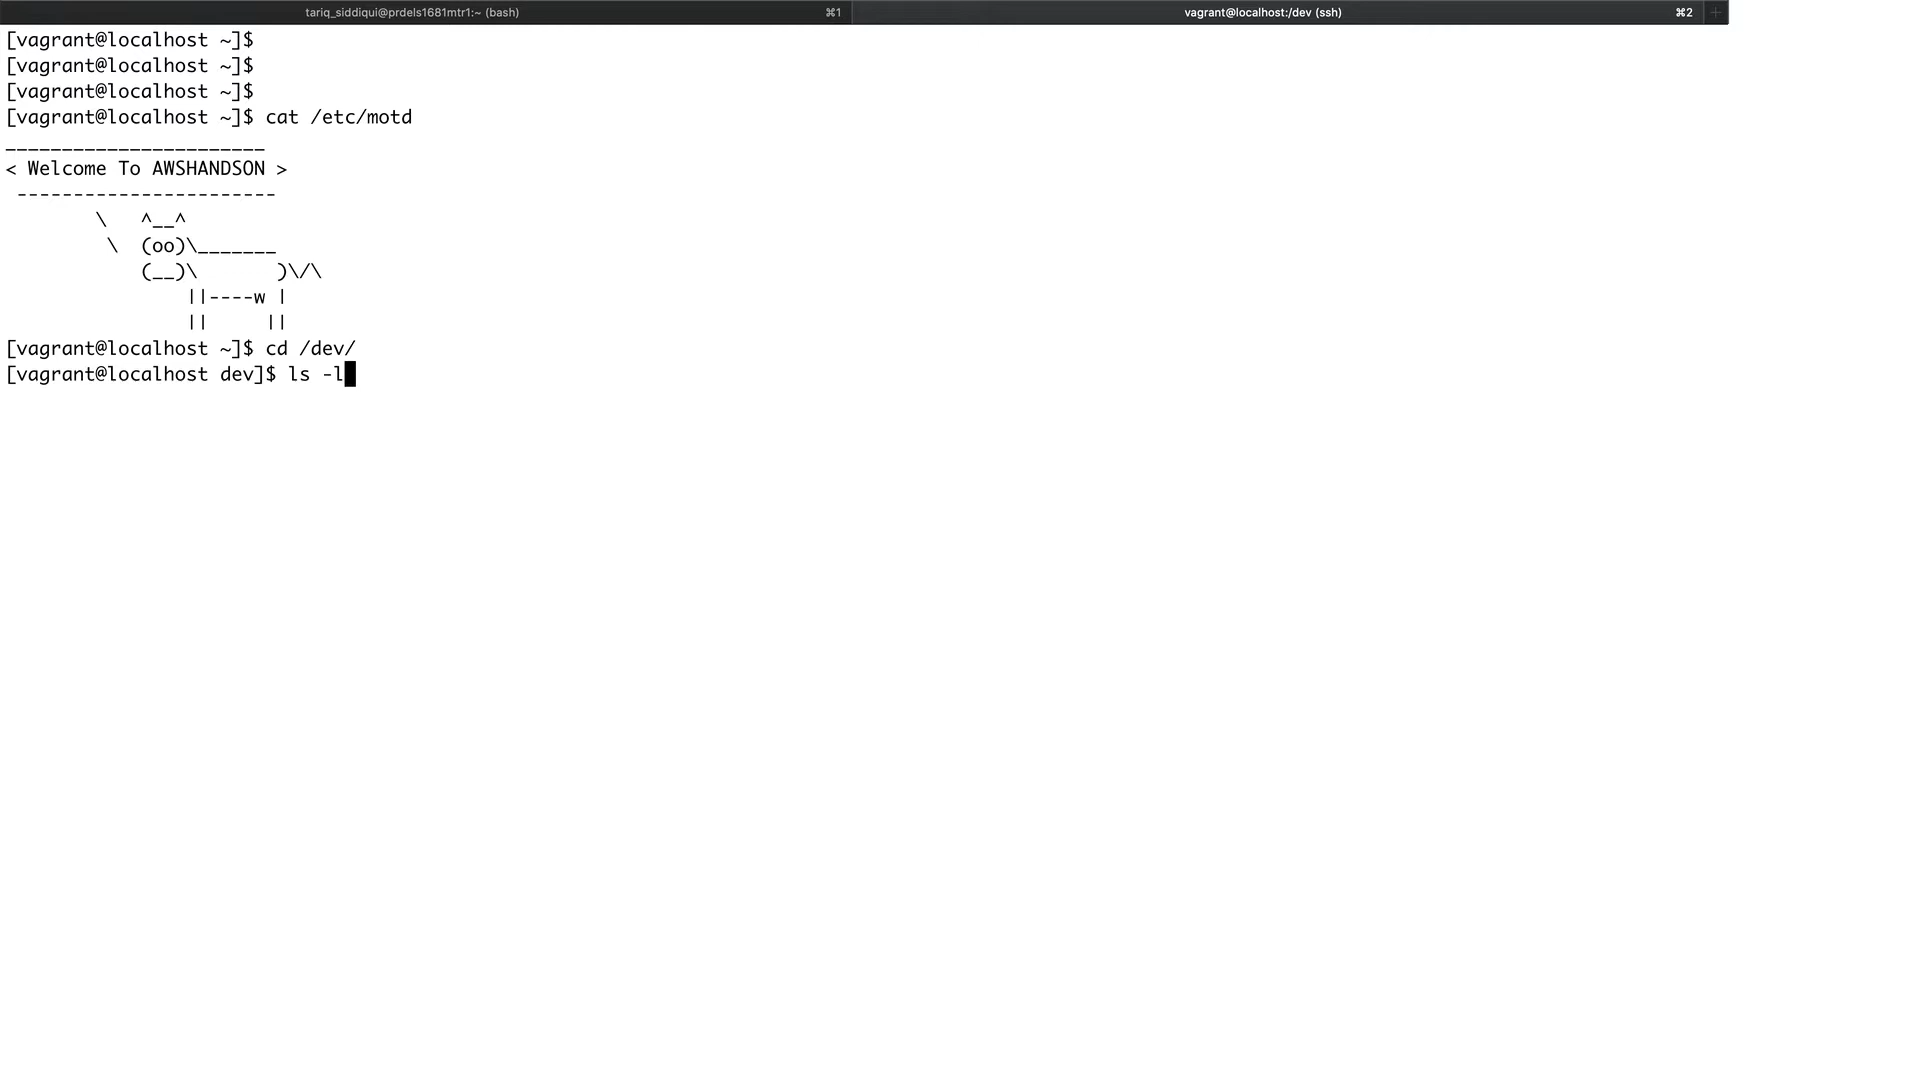 tariq_siddiqui@prdels1681mtr1:~ (bash) ⌘1 vagrant@localhost:/dev (ssh) ⌘2 +
[vagrant@localhost ~]$
[vagrant@localhost ~]$
[vagrant@localhost ~]$
[vagrant@localhost ~]$ cat /etc/motd
_______________________
< Welcome To AWSHANDSON >
 -----------------------
        \   ^__^
         \  (oo)\_______
            (__)\       )\/\
                ||----w |
                ||     ||
[vagrant@localhost ~]$ cd /dev/
[vagrant@localhost dev]$ ls -l